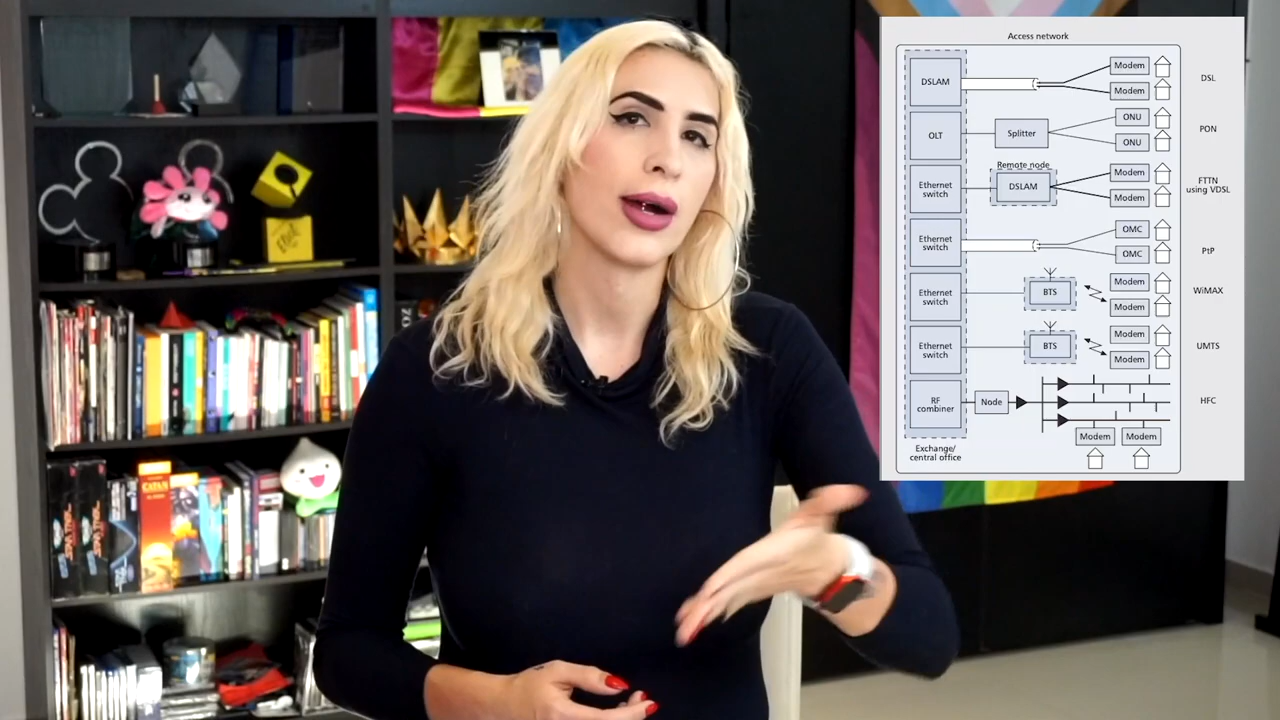 Access network
DSLAM
Modem
Modem
DSL
OLT
Splitter
ONU
ONU
PON
Ethernet
switch
Remote node
DSLAM
Modem
Modem
FTTN
using VDSL
Ethernet
switch
OMC
OMC
PtP
Ethernet
switch
BTS
Modem
Modem
WiMAX
Ethernet
switch
BTS
Modem
Modem
UMTS
RF
combiner
Node
HFC
Modem
Modem
Exchange/
central office
CATAN